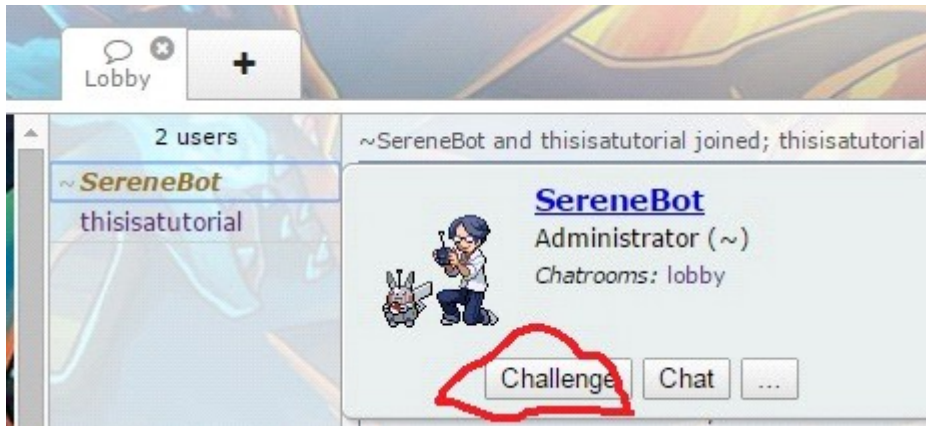 Lobby
+
2 users
~SereneBot
thisisatutorial
~SereneBot and thisisatutorial joined; thisisatutorial
SereneBot
Administrator (~)
Chatrooms: lobby
Challenge
Chat
...